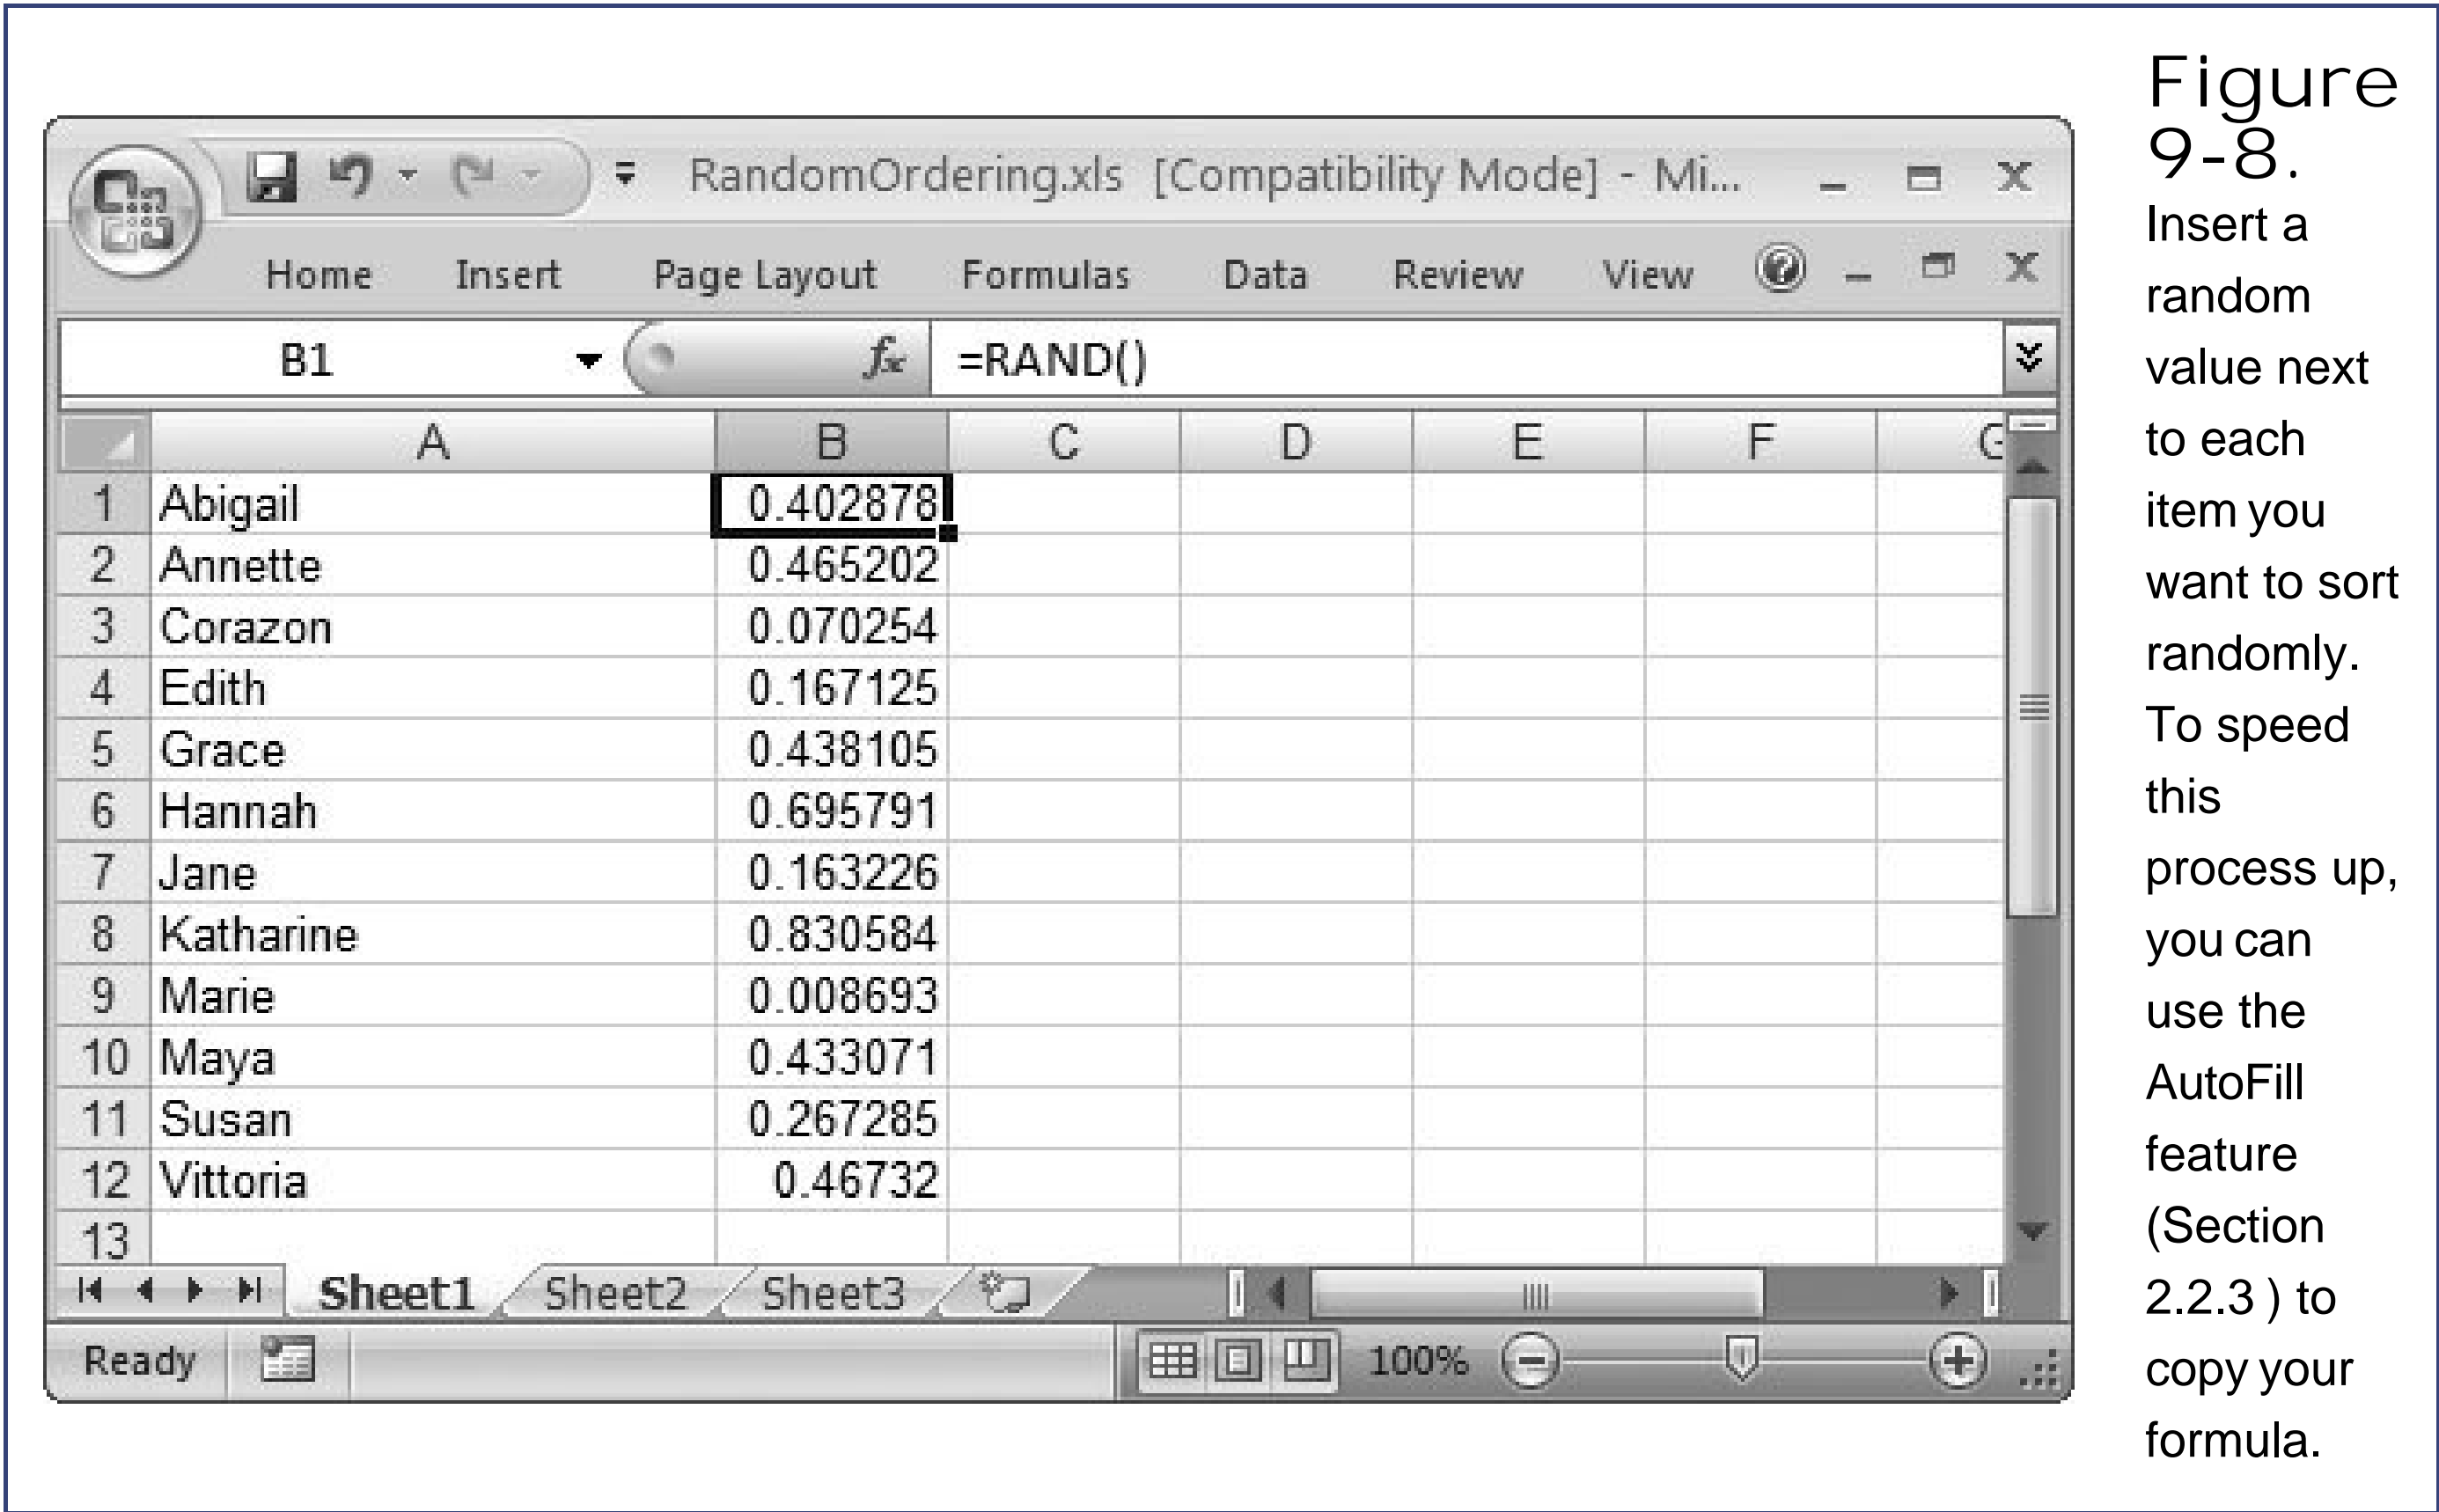 RandomOrdering.xls [Compatibility Mode] - Mi...
Home Insert Page Layout Formulas Data Review View
B1 fx =RAND()
A B C D E F G
1 Abigail 0.402878
2 Annette 0.465202
3 Corazon 0.070254
4 Edith 0.167125
5 Grace 0.438105
6 Hannah 0.695791
7 Jane 0.163226
8 Katharine 0.830584
9 Marie 0.008693
10 Maya 0.433071
11 Susan 0.267285
12 Vittoria 0.46732
13
Sheet1 Sheet2 Sheet3
Ready 100%
Figure
9-8.
Insert a
random
value next
to each
item you
want to sort
randomly.
To speed
this
process up,
you can
use the
AutoFill
feature
(Section
2.2.3 ) to
copy your
formula.